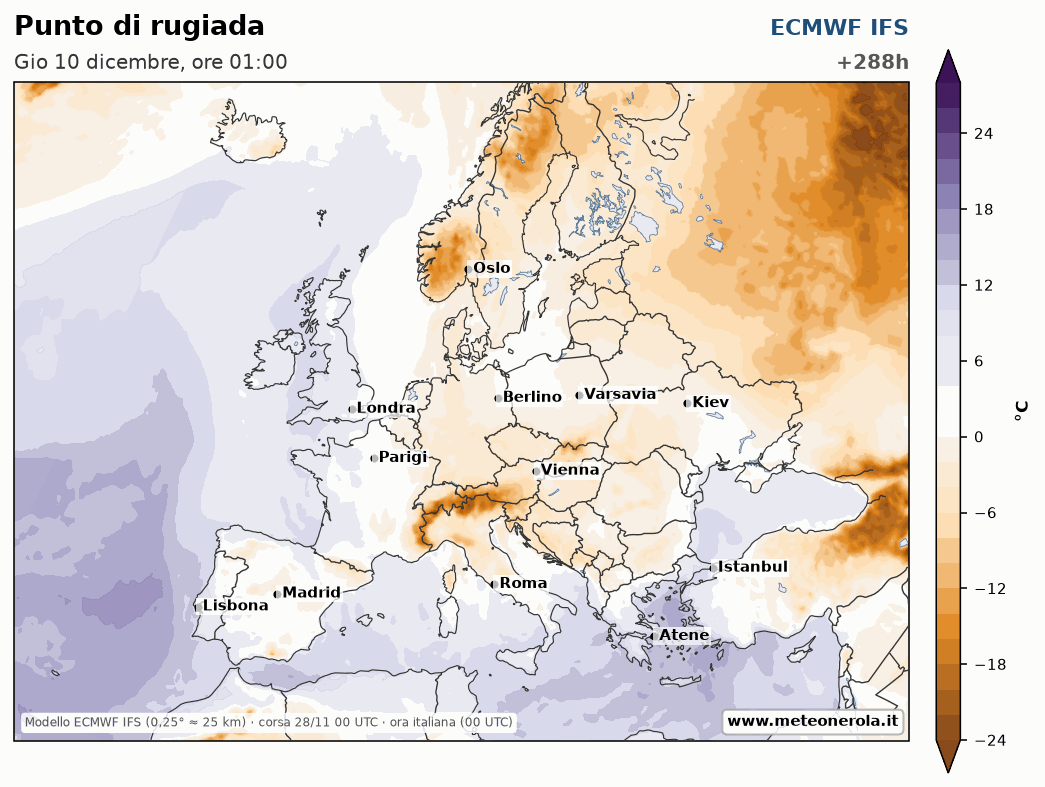 Punto di rugiada
ECMWF IFS
Gio 10 dicembre, ore 01:00
+288h
24
18
12
6
0
−6
−12
−18
−24
°C
Oslo
Berlino
Varsavia
Kiev
Londra
Parigi
Vienna
Istanbul
Roma
Madrid
Lisbona
Atene
Modello ECMWF IFS (0,25° ≈ 25 km) · corsa 28/11 00 UTC · ora italiana (00 UTC)
www.meteonerola.it